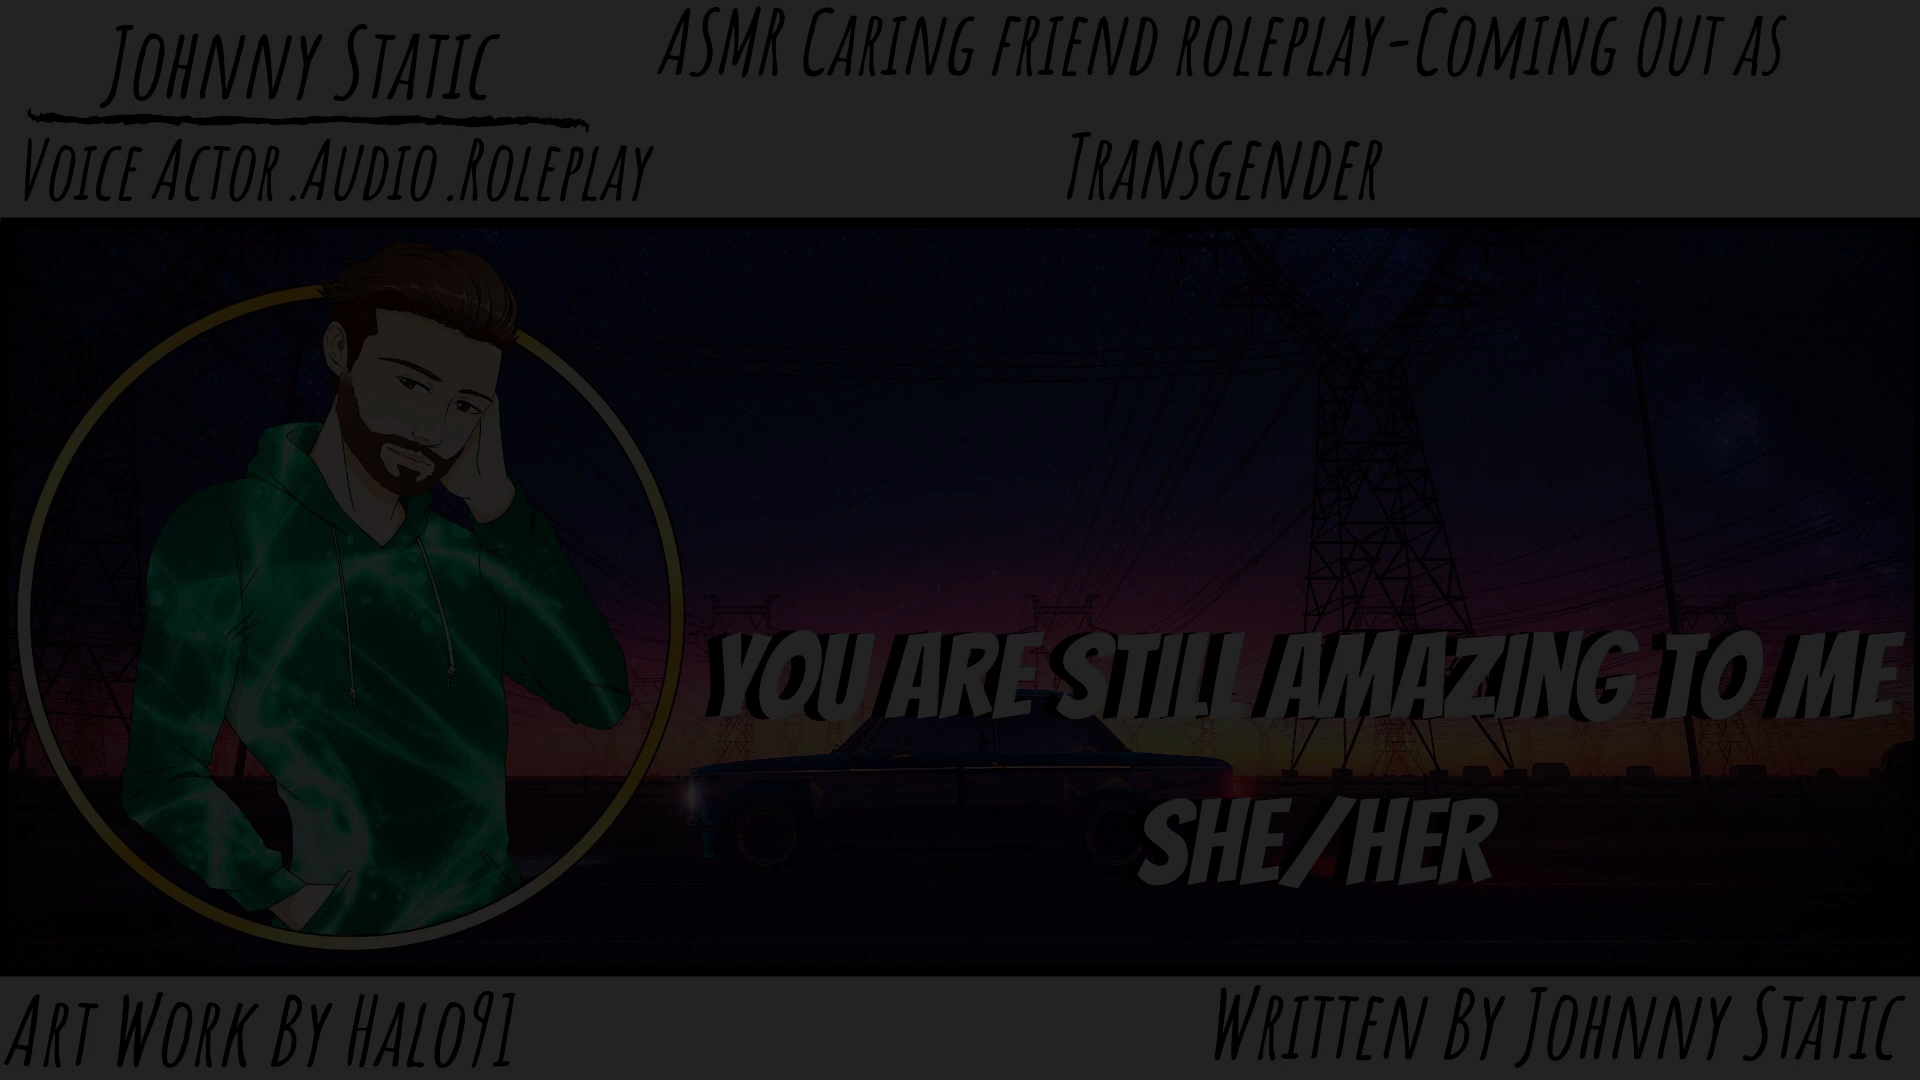 Johnny Static
Voice Actor .Audio .Roleplay
ASMR Caring friend roleplay-Coming Out as
Transgender
YOU ARE STILL AMAZING TO ME
SHE/HER
Art Work By Halo91
Written By Johnny Static